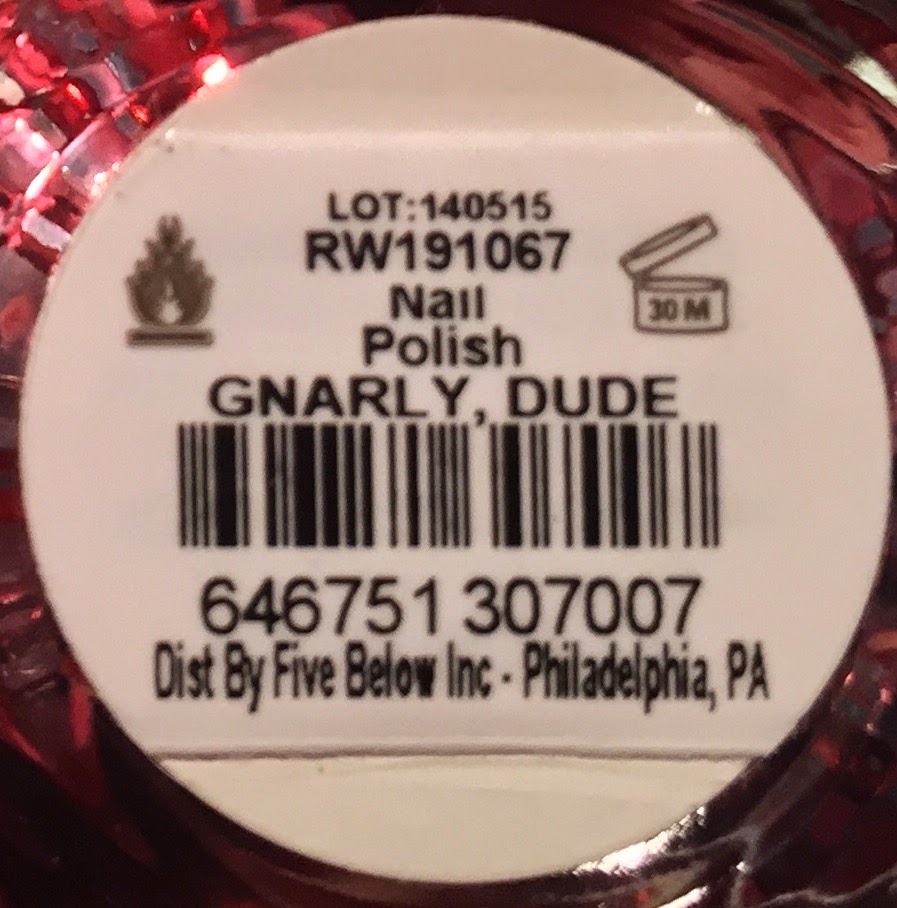 LOT:140515
RW191067
Nail
Polish
30 M
GNARLY, DUDE
646751 307007
Dist By Five Below Inc - Philadelphia, PA